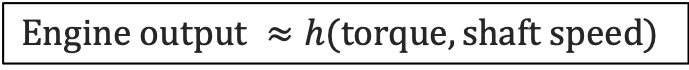 Engine output ≈ h(torque, shaft speed)